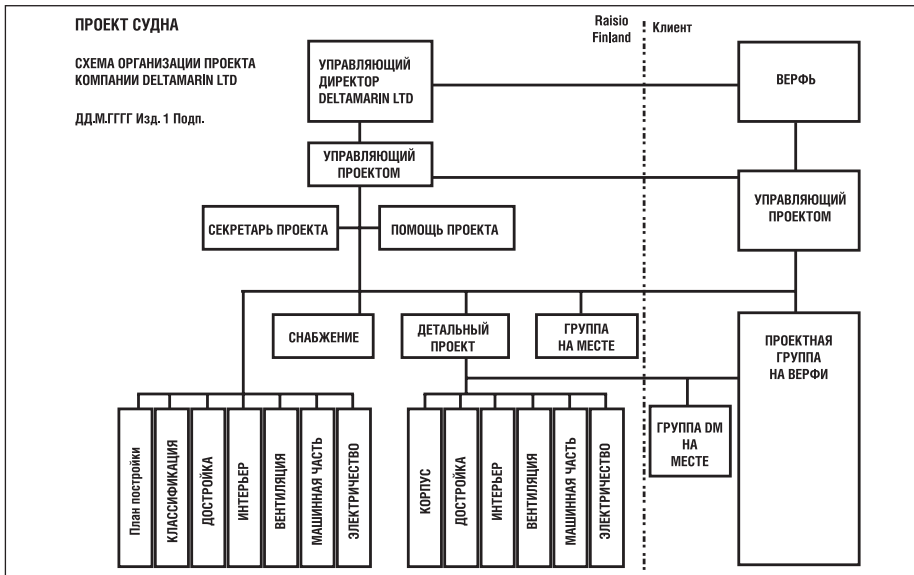 ПРОЕКТ СУДНА
СХЕМА ОРГАНИЗАЦИИ ПРОЕКТА
КОМПАНИИ DELTAMARIN LTD
ДД.М.ГГГГ Изд. 1 Подп.
Raisio
Finland
Клиент
УПРАВЛЯЮЩИЙ
ДИРЕКТОР
DELTAMARIN LTD
ВЕРФЬ
УПРАВЛЯЮЩИЙ
ПРОЕКТОМ
УПРАВЛЯЮЩИЙ
ПРОЕКТОМ
СЕКРЕТАРЬ ПРОЕКТА
ПОМОЩЬ ПРОЕКТА
СНАБЖЕНИЕ
ДЕТАЛЬНЫЙ
ПРОЕКТ
ГРУППА
НА МЕСТЕ
ПРОЕКТНАЯ
ГРУППА
НА ВЕРФИ
ГРУППА DM
НА
МЕСТЕ
План постройки
КЛАССИФИКАЦИЯ
ДОСТРОЙКА
ИНТЕРЬЕР
ВЕНТИЛЯЦИЯ
МАШИННАЯ ЧАСТЬ
ЭЛЕКТРИЧЕСТВО
КОРПУС
ДОСТРОЙКА
ИНТЕРЬЕР
ВЕНТИЛЯЦИЯ
МАШИННАЯ ЧАСТЬ
ЭЛЕКТРИЧЕСТВО